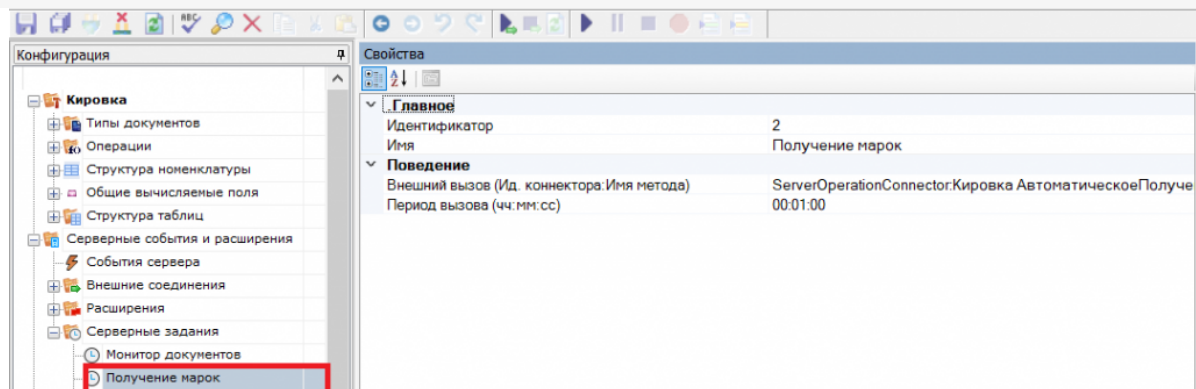 Конфигурация
Кировка
Типы документов
Операции
Структура номенклатуры
Общие вычисляемые поля
Структура таблиц
Серверные события и расширения
События сервера
Внешние соединения
Расширения
Серверные задания
Монитор документов
Получение марок
Свойства
.Главное
Идентификатор 2
Имя Получение марок
Поведение
Внешний вызов (Ид. коннектора:Имя метода) ServerOperationConnector:Кировка АвтоматическоеПолуче
Период вызова (чч:мм:сс) 00:01:00